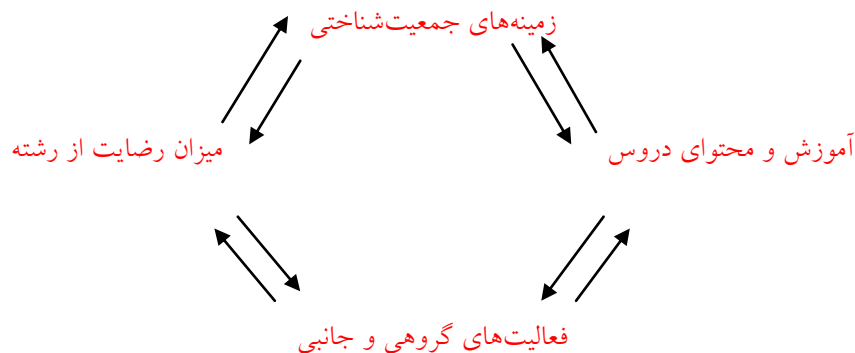 زمینه‌های جمعیت‌شناختی
آموزش و محتوای دروس
میزان رضایت از رشته
فعالیت‌های گروهی و جانبی